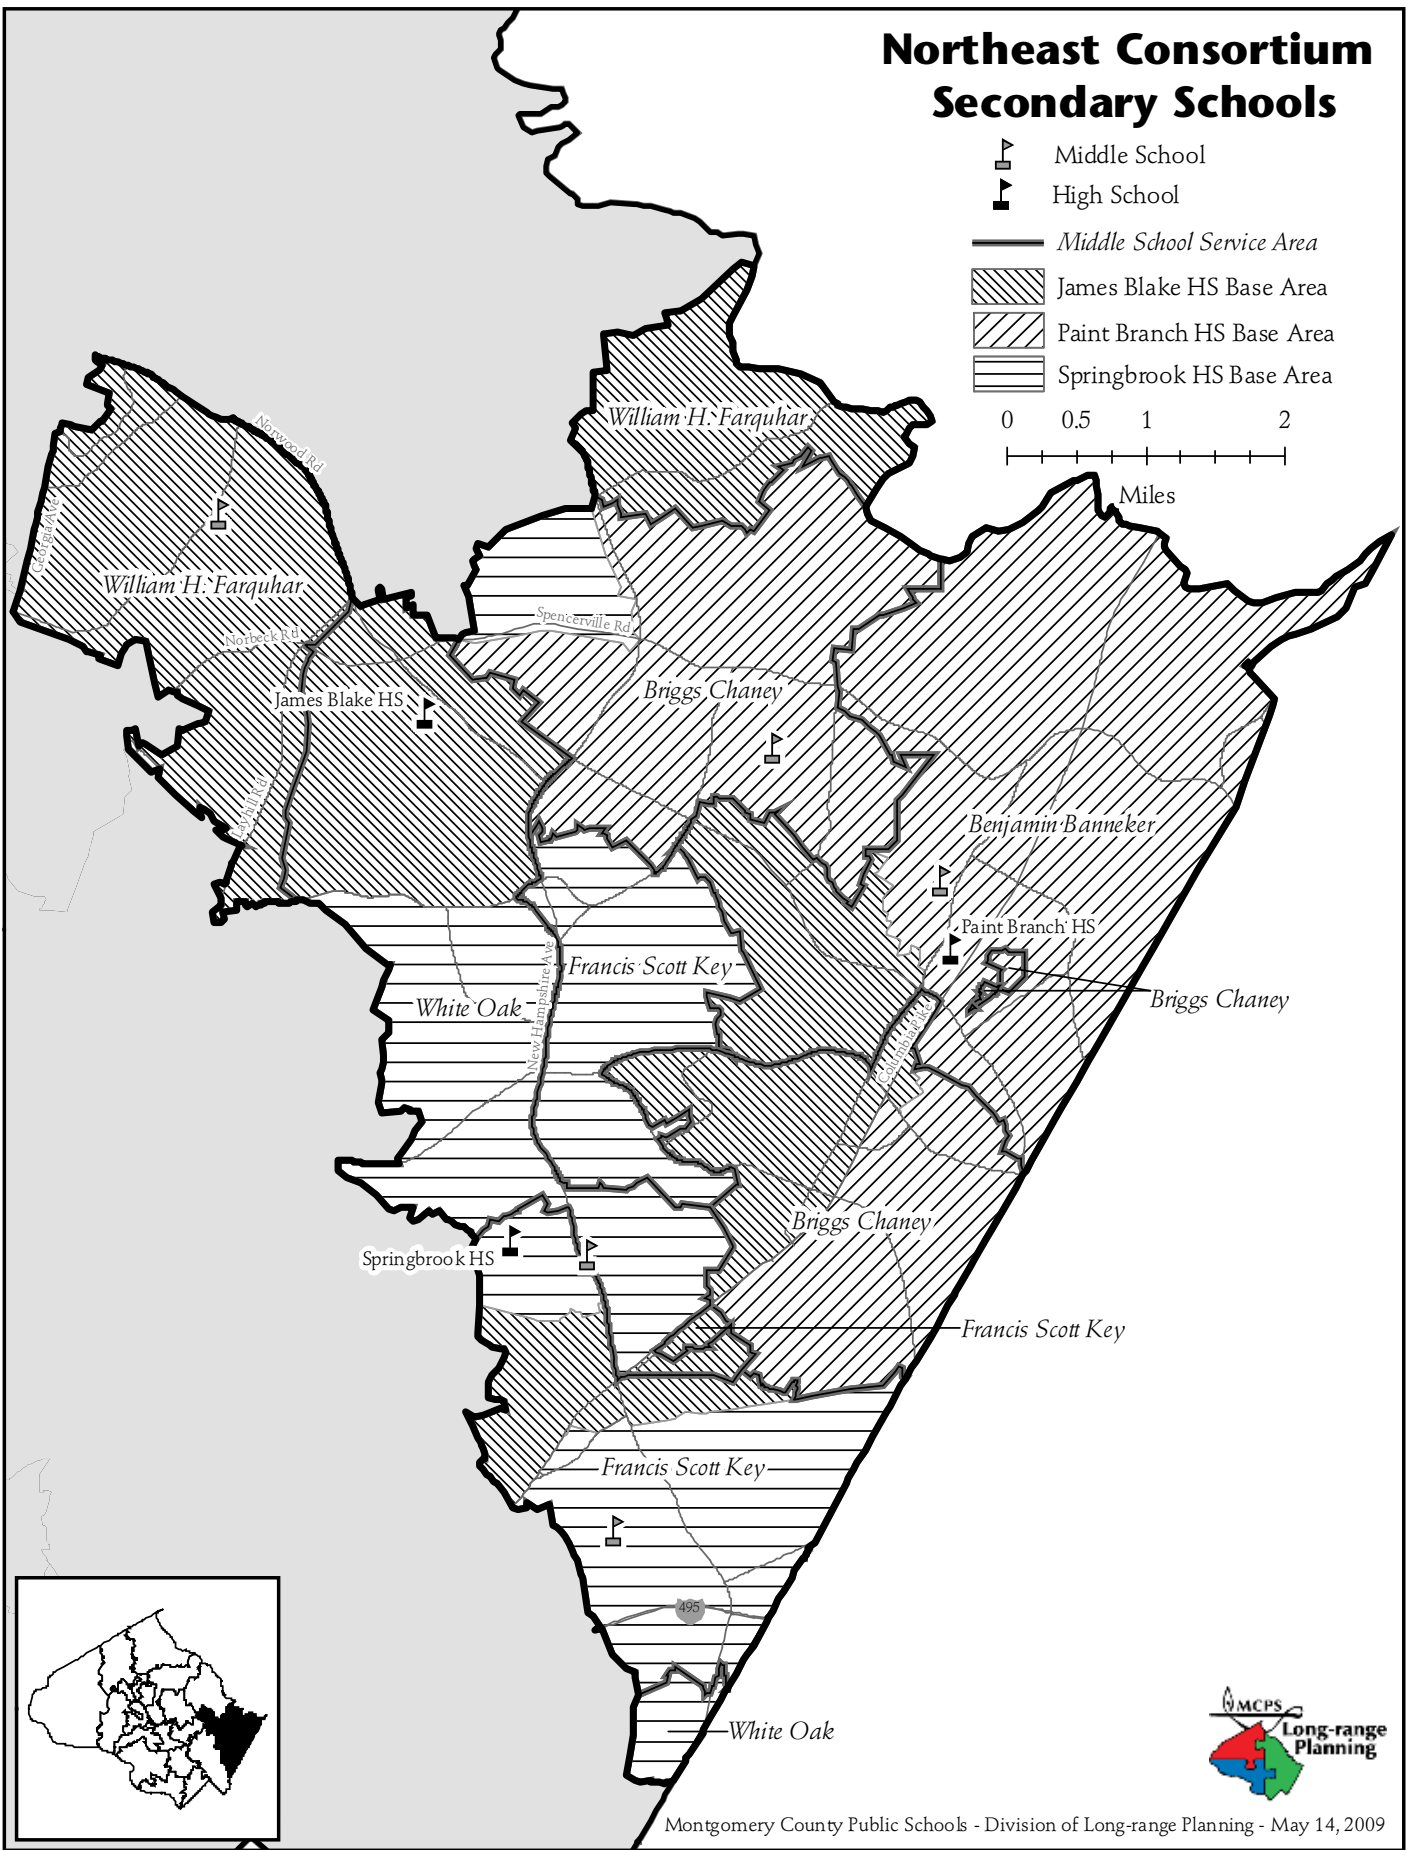 Northeast Consortium
Secondary Schools
Middle School
High School
Middle School Service Area
James Blake HS Base Area
Paint Branch HS Base Area
Springbrook HS Base Area
0 0.5 1 2
Miles
William H. Farquhar
Norwood Rd
Georgia Ave
William H. Farquhar
Spencerville Rd
Norbeck Rd
James Blake HS
Briggs Chaney
Layhill Rd
Benjamin Banneker
Paint Branch HS
Francis Scott Key
White Oak
New Hampshire Ave
Briggs Chaney
Columbia Pike
Briggs Chaney
Springbrook HS
Francis Scott Key
Francis Scott Key
495
White Oak
MCPS
Long-range
Planning
Montgomery County Public Schools - Division of Long-range Planning - May 14, 2009